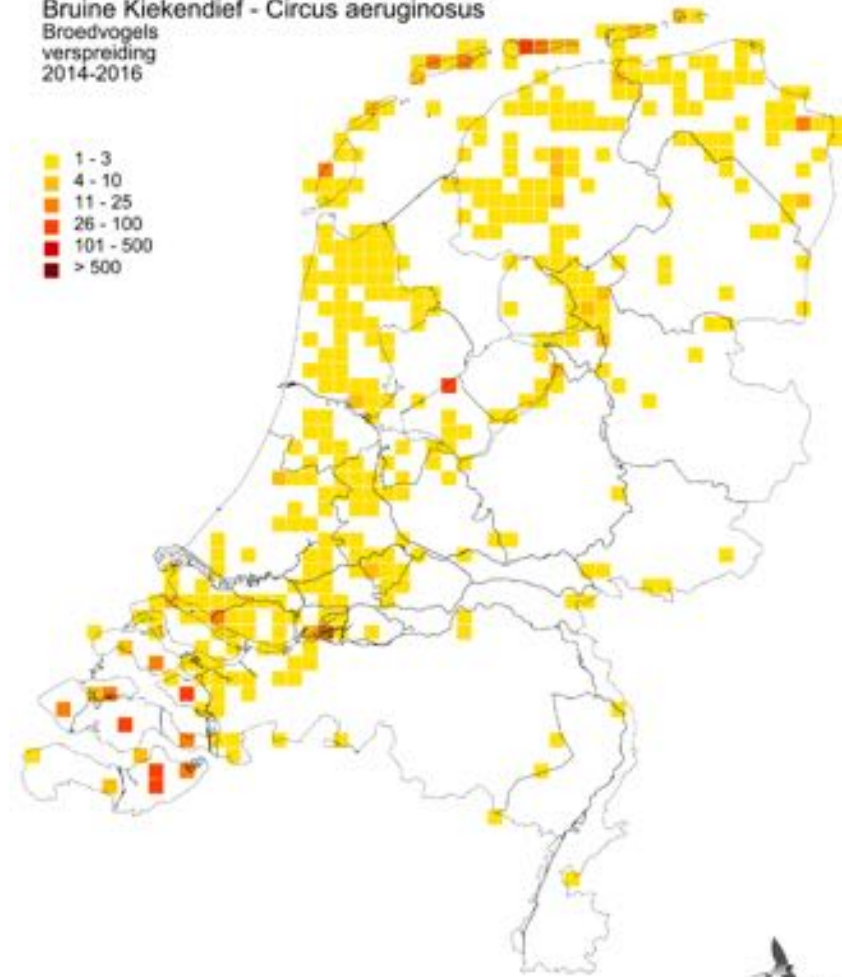 Bruine Kiekendief - Circus aeruginosus
Broedvogels
verspreiding
2014-2016
1 - 3
4 - 10
11 - 25
26 - 100
101 - 500
> 500